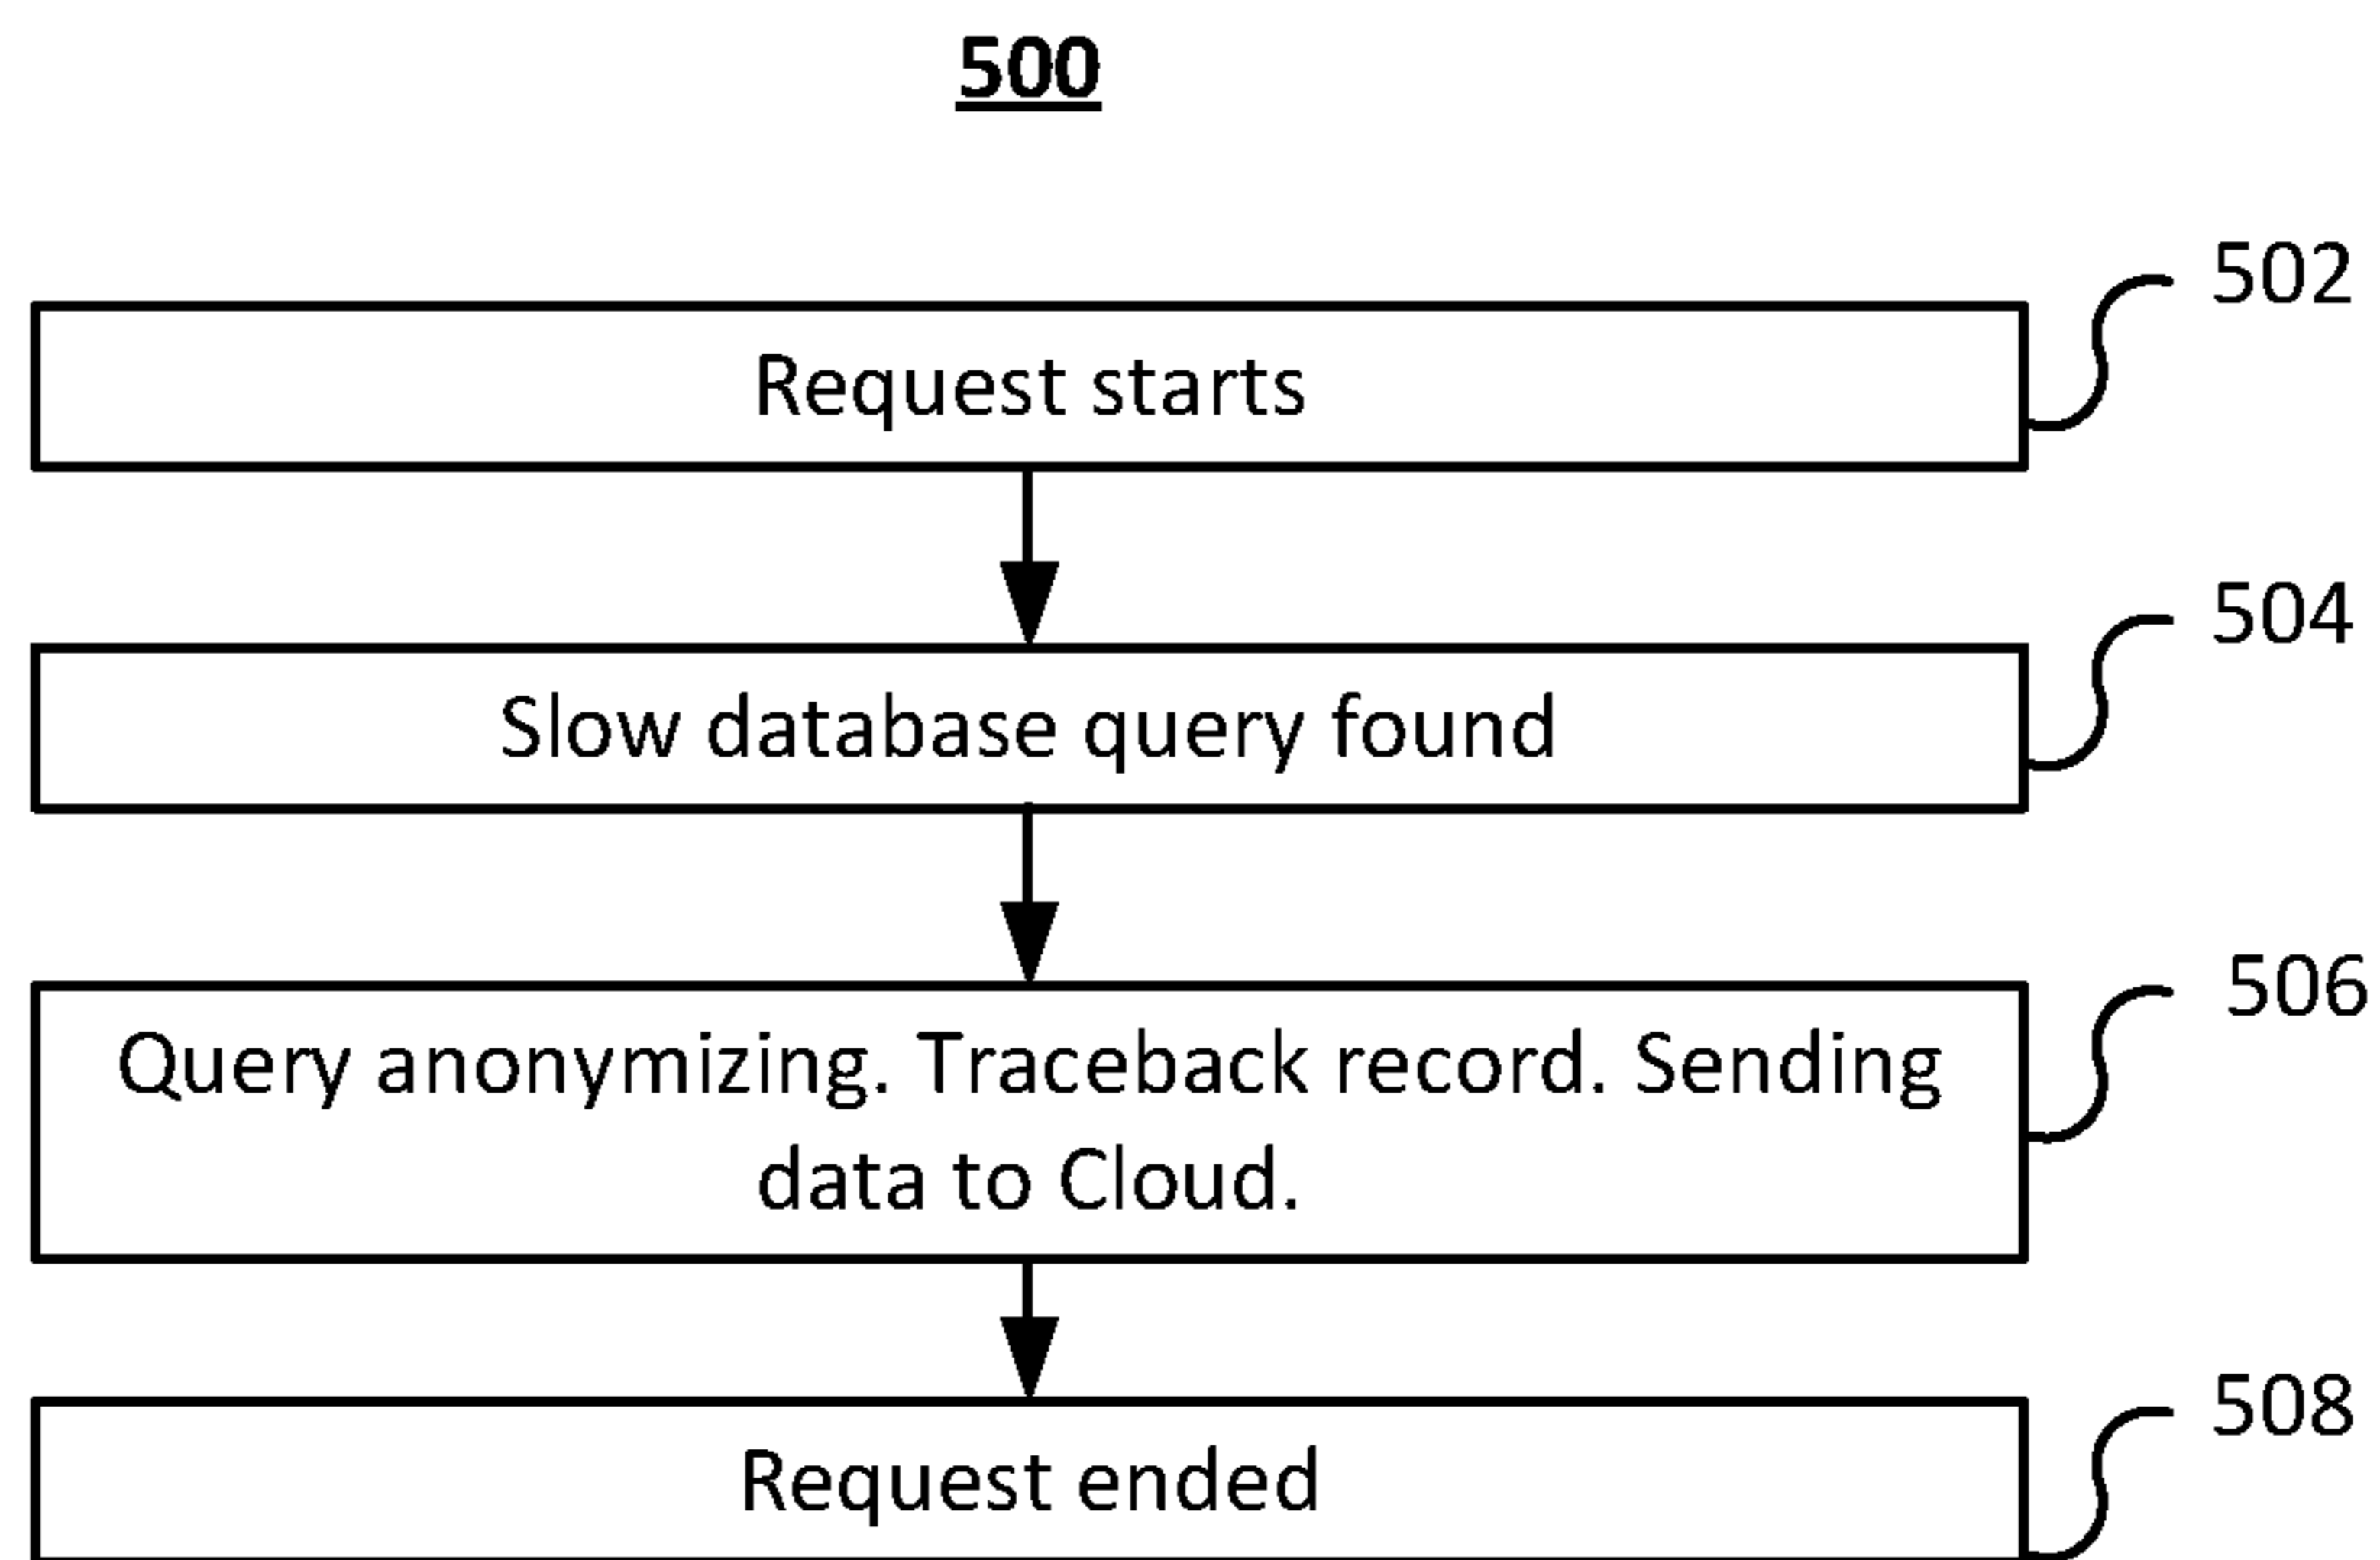 500
502
Request starts
504
Slow database query found
506
Query anonymizing. Traceback record. Sending
data to Cloud.
508
Request ended